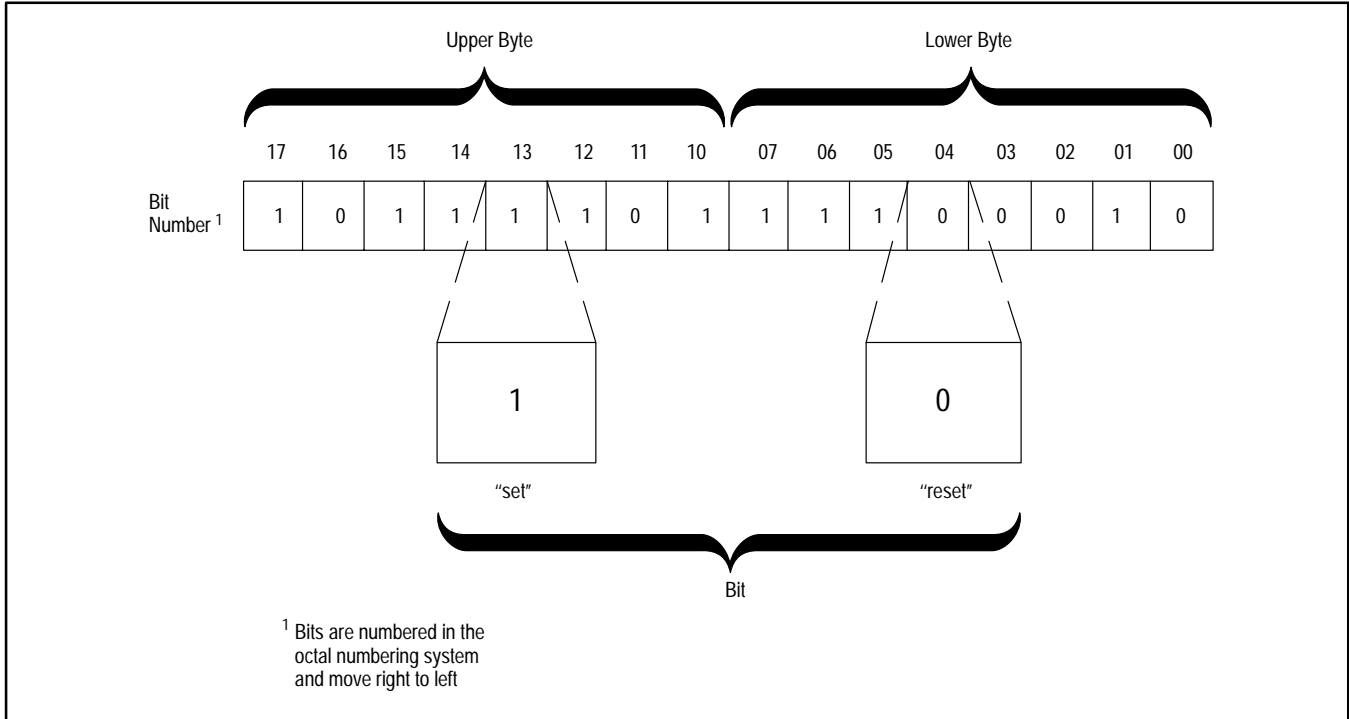 Upper Byte Lower Byte
17 16 15 14 13 12 11 10 07 06 05 04 03 02 01 00
Bit
Number 1
1 0 1 1 1 1 0 1 1 1 1 0 0 0 1 0
1 0
“set” “reset”
Bit
1 Bits are numbered in the
octal numbering system
and move right to left